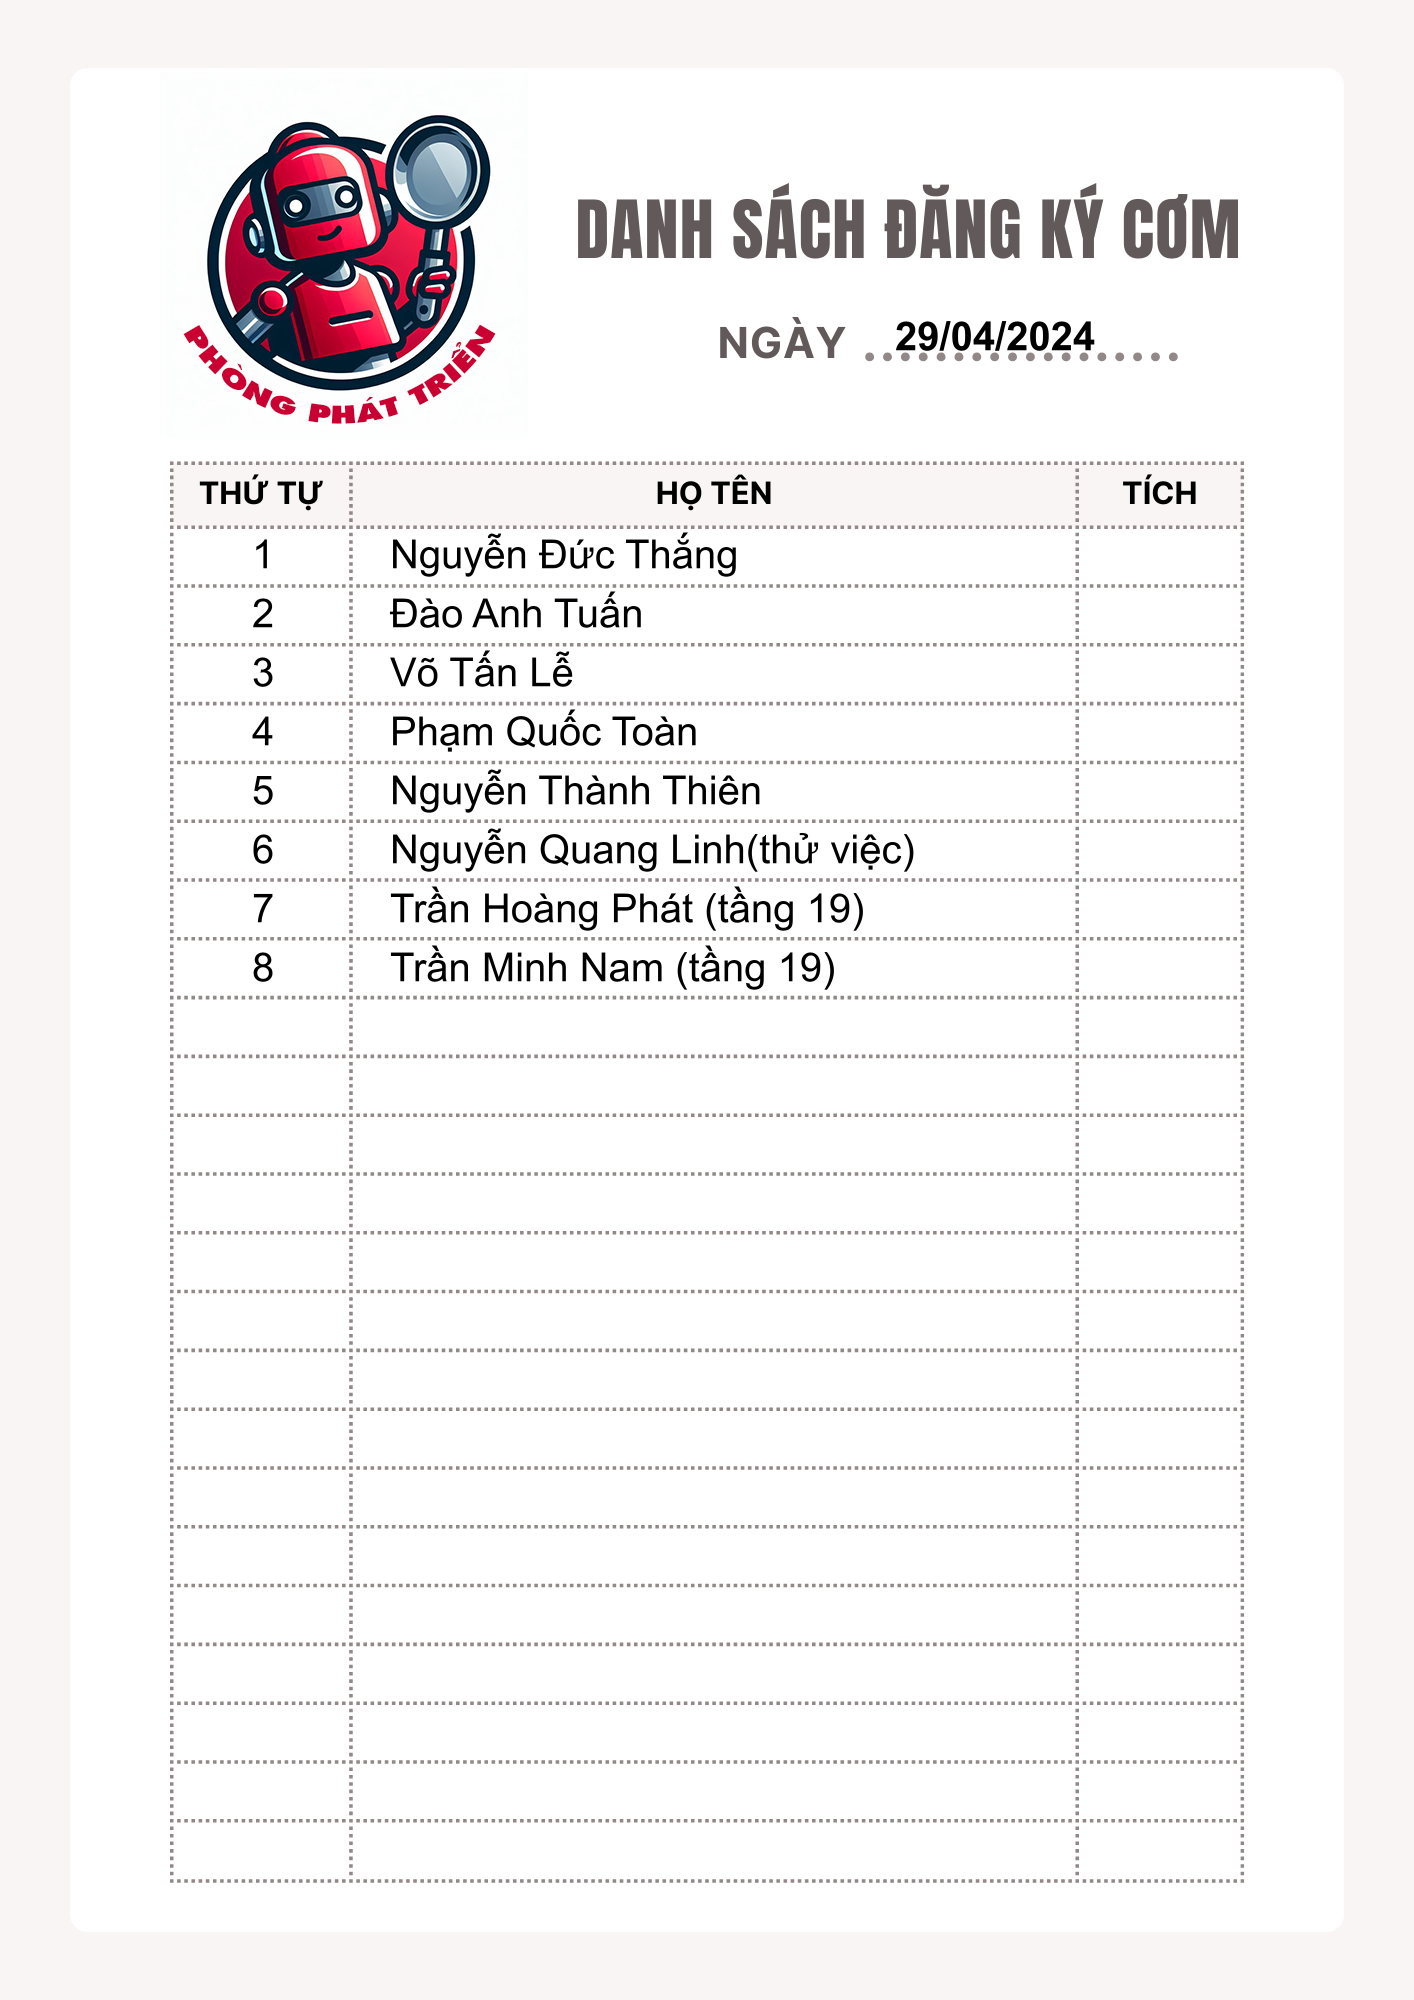 PHÒNG PHÁT TRIỂN
DANH SÁCH ĐĂNG KÝ CƠM
NGÀY 29/04/2024
THỨ TỰ HỌ TÊN TÍCH
1 Nguyễn Đức Thắng
2 Đào Anh Tuấn
3 Võ Tấn Lễ
4 Phạm Quốc Toàn
5 Nguyễn Thành Thiên
6 Nguyễn Quang Linh(thử việc)
7 Trần Hoàng Phát (tầng 19)
8 Trần Minh Nam (tầng 19)